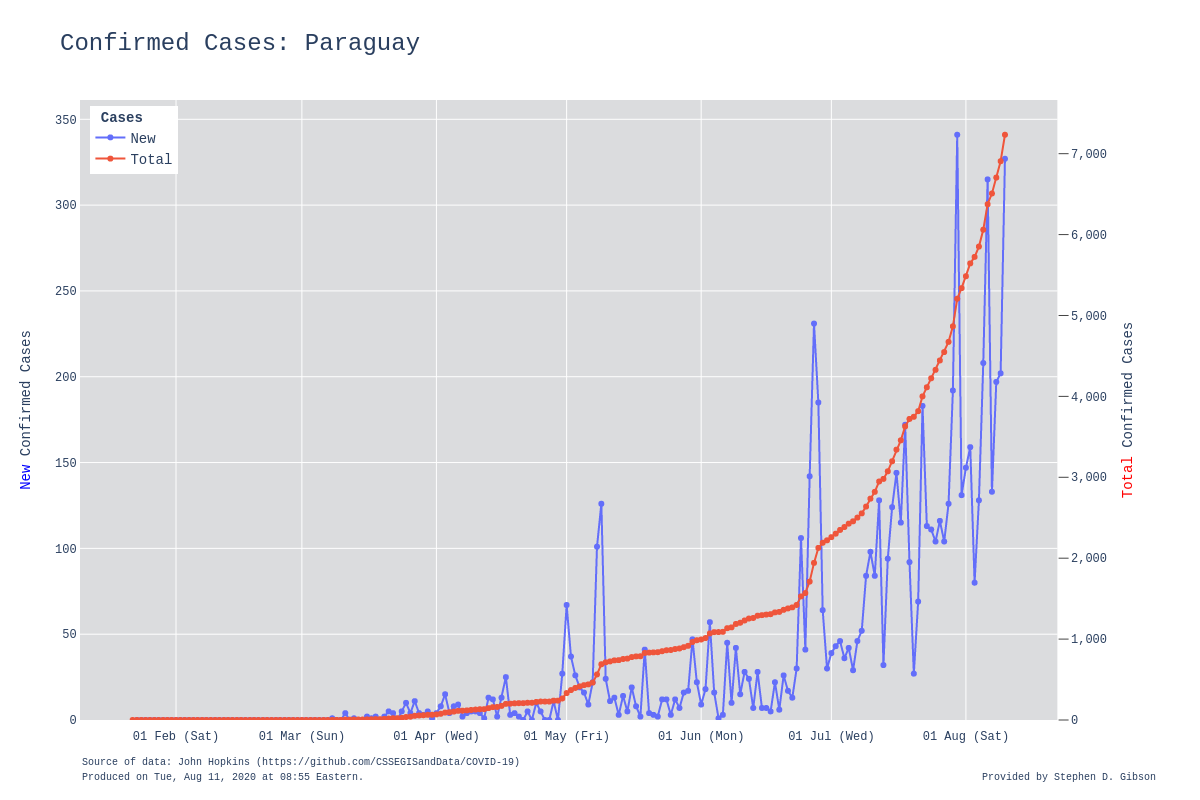 Confirmed Cases: Paraguay
Cases
New
Total
350
300
250
200
150
100
50
0
7,000
6,000
5,000
4,000
3,000
2,000
1,000
0
New Confirmed Cases
Total Confirmed Cases
01 Feb (Sat)
01 Mar (Sun)
01 Apr (Wed)
01 May (Fri)
01 Jun (Mon)
01 Jul (Wed)
01 Aug (Sat)
Source of data: John Hopkins (https://github.com/CSSEGISandData/COVID-19)
Produced on Tue, Aug 11, 2020 at 08:55 Eastern.
Provided by Stephen D. Gibson